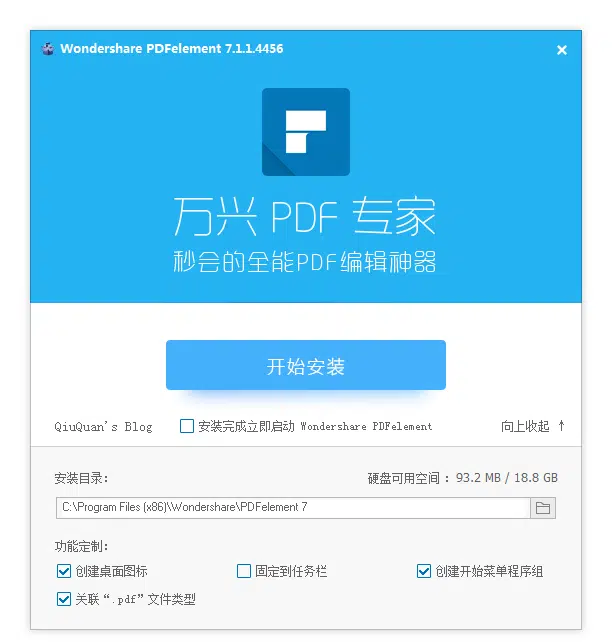 Wondershare PDFelement 7.1.1.4456
万兴 PDF 专家
秒会的全能PDF编辑神器
开始安装
QiuQuan's Blog 安装完成立即启动 Wondershare PDFelement 向上收起 ↑
安装目录: 硬盘可用空间 : 93.2 MB / 18.8 GB
C:\Program Files (x86)\Wondershare\PDFelement 7
功能定制:
创建桌面图标 固定到任务栏 创建开始菜单程序组
关联“.pdf”文件类型